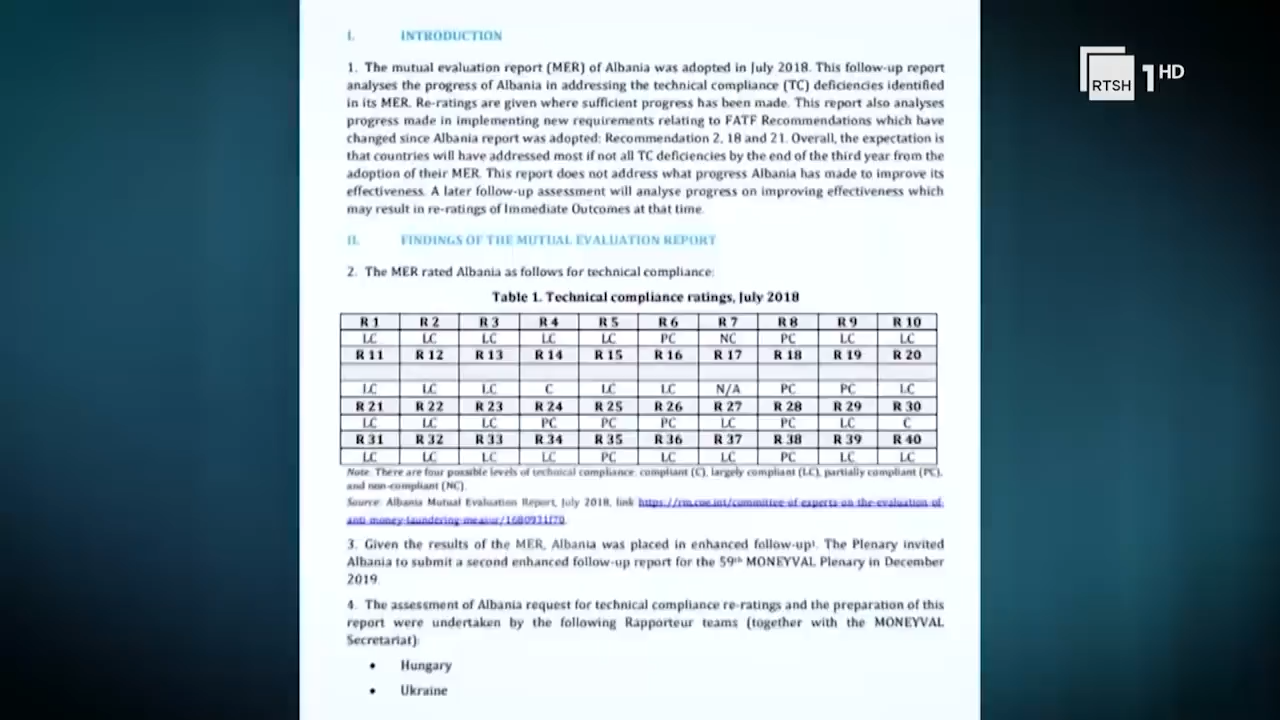 I. INTRODUCTION
1. The mutual evaluation report (MER) of Albania was adopted in July 2018. This follow-up report
analyses the progress of Albania in addressing the technical compliance (TC) deficiencies identified
in its MER. Re-ratings are given where sufficient progress has been made. This report also analyses
progress made in implementing new requirements relating to FATF Recommendations which have
changed since Albania report was adopted: Recommendation 2, 18 and 21. Overall, the expectation is
that countries will have addressed most if not all TC deficiencies by the end of the third year from the
adoption of their MER. This report does not address what progress Albania has made to improve its
effectiveness. A later follow-up assessment will analyse progress on improving effectiveness which
may result in re-ratings of Immediate Outcomes at that time.
II. FINDINGS OF THE MUTUAL EVALUATION REPORT
2. The MER rated Albania as follows for technical compliance:
Table 1. Technical compliance ratings, July 2018
R 1 R 2 R 3 R 4 R 5 R 6 R 7 R 8 R 9 R 10
LC LC LC LC LC PC NC PC LC LC
R 11 R 12 R 13 R 14 R 15 R 16 R 17 R 18 R 19 R 20
LC LC LC C LC LC N/A PC PC LC
R 21 R 22 R 23 R 24 R 25 R 26 R 27 R 28 R 29 R 30
LC LC LC PC PC PC LC PC LC C
R 31 R 32 R 33 R 34 R 35 R 36 R 37 R 38 R 39 R 40
LC LC LC LC PC LC LC PC LC LC
Note: There are four possible levels of technical compliance: compliant (C), largely compliant (LC), partially compliant (PC),
and non-compliant (NC).
Source: Albania Mutual Evaluation Report, July 2018, link https://rm.coe.int/committee-of-experts-on-the-evaluation-of-
anti-money-laundering-measur/1680931f70.
3. Given the results of the MER, Albania was placed in enhanced follow-up¹. The Plenary invited
Albania to submit a second enhanced follow-up report for the 59th MONEYVAL Plenary in December
2019.
4. The assessment of Albania request for technical compliance re-ratings and the preparation of this
report were undertaken by the following Rapporteur teams (together with the MONEYVAL
Secretariat):
• Hungary
• Ukraine
RTSH 1 HD